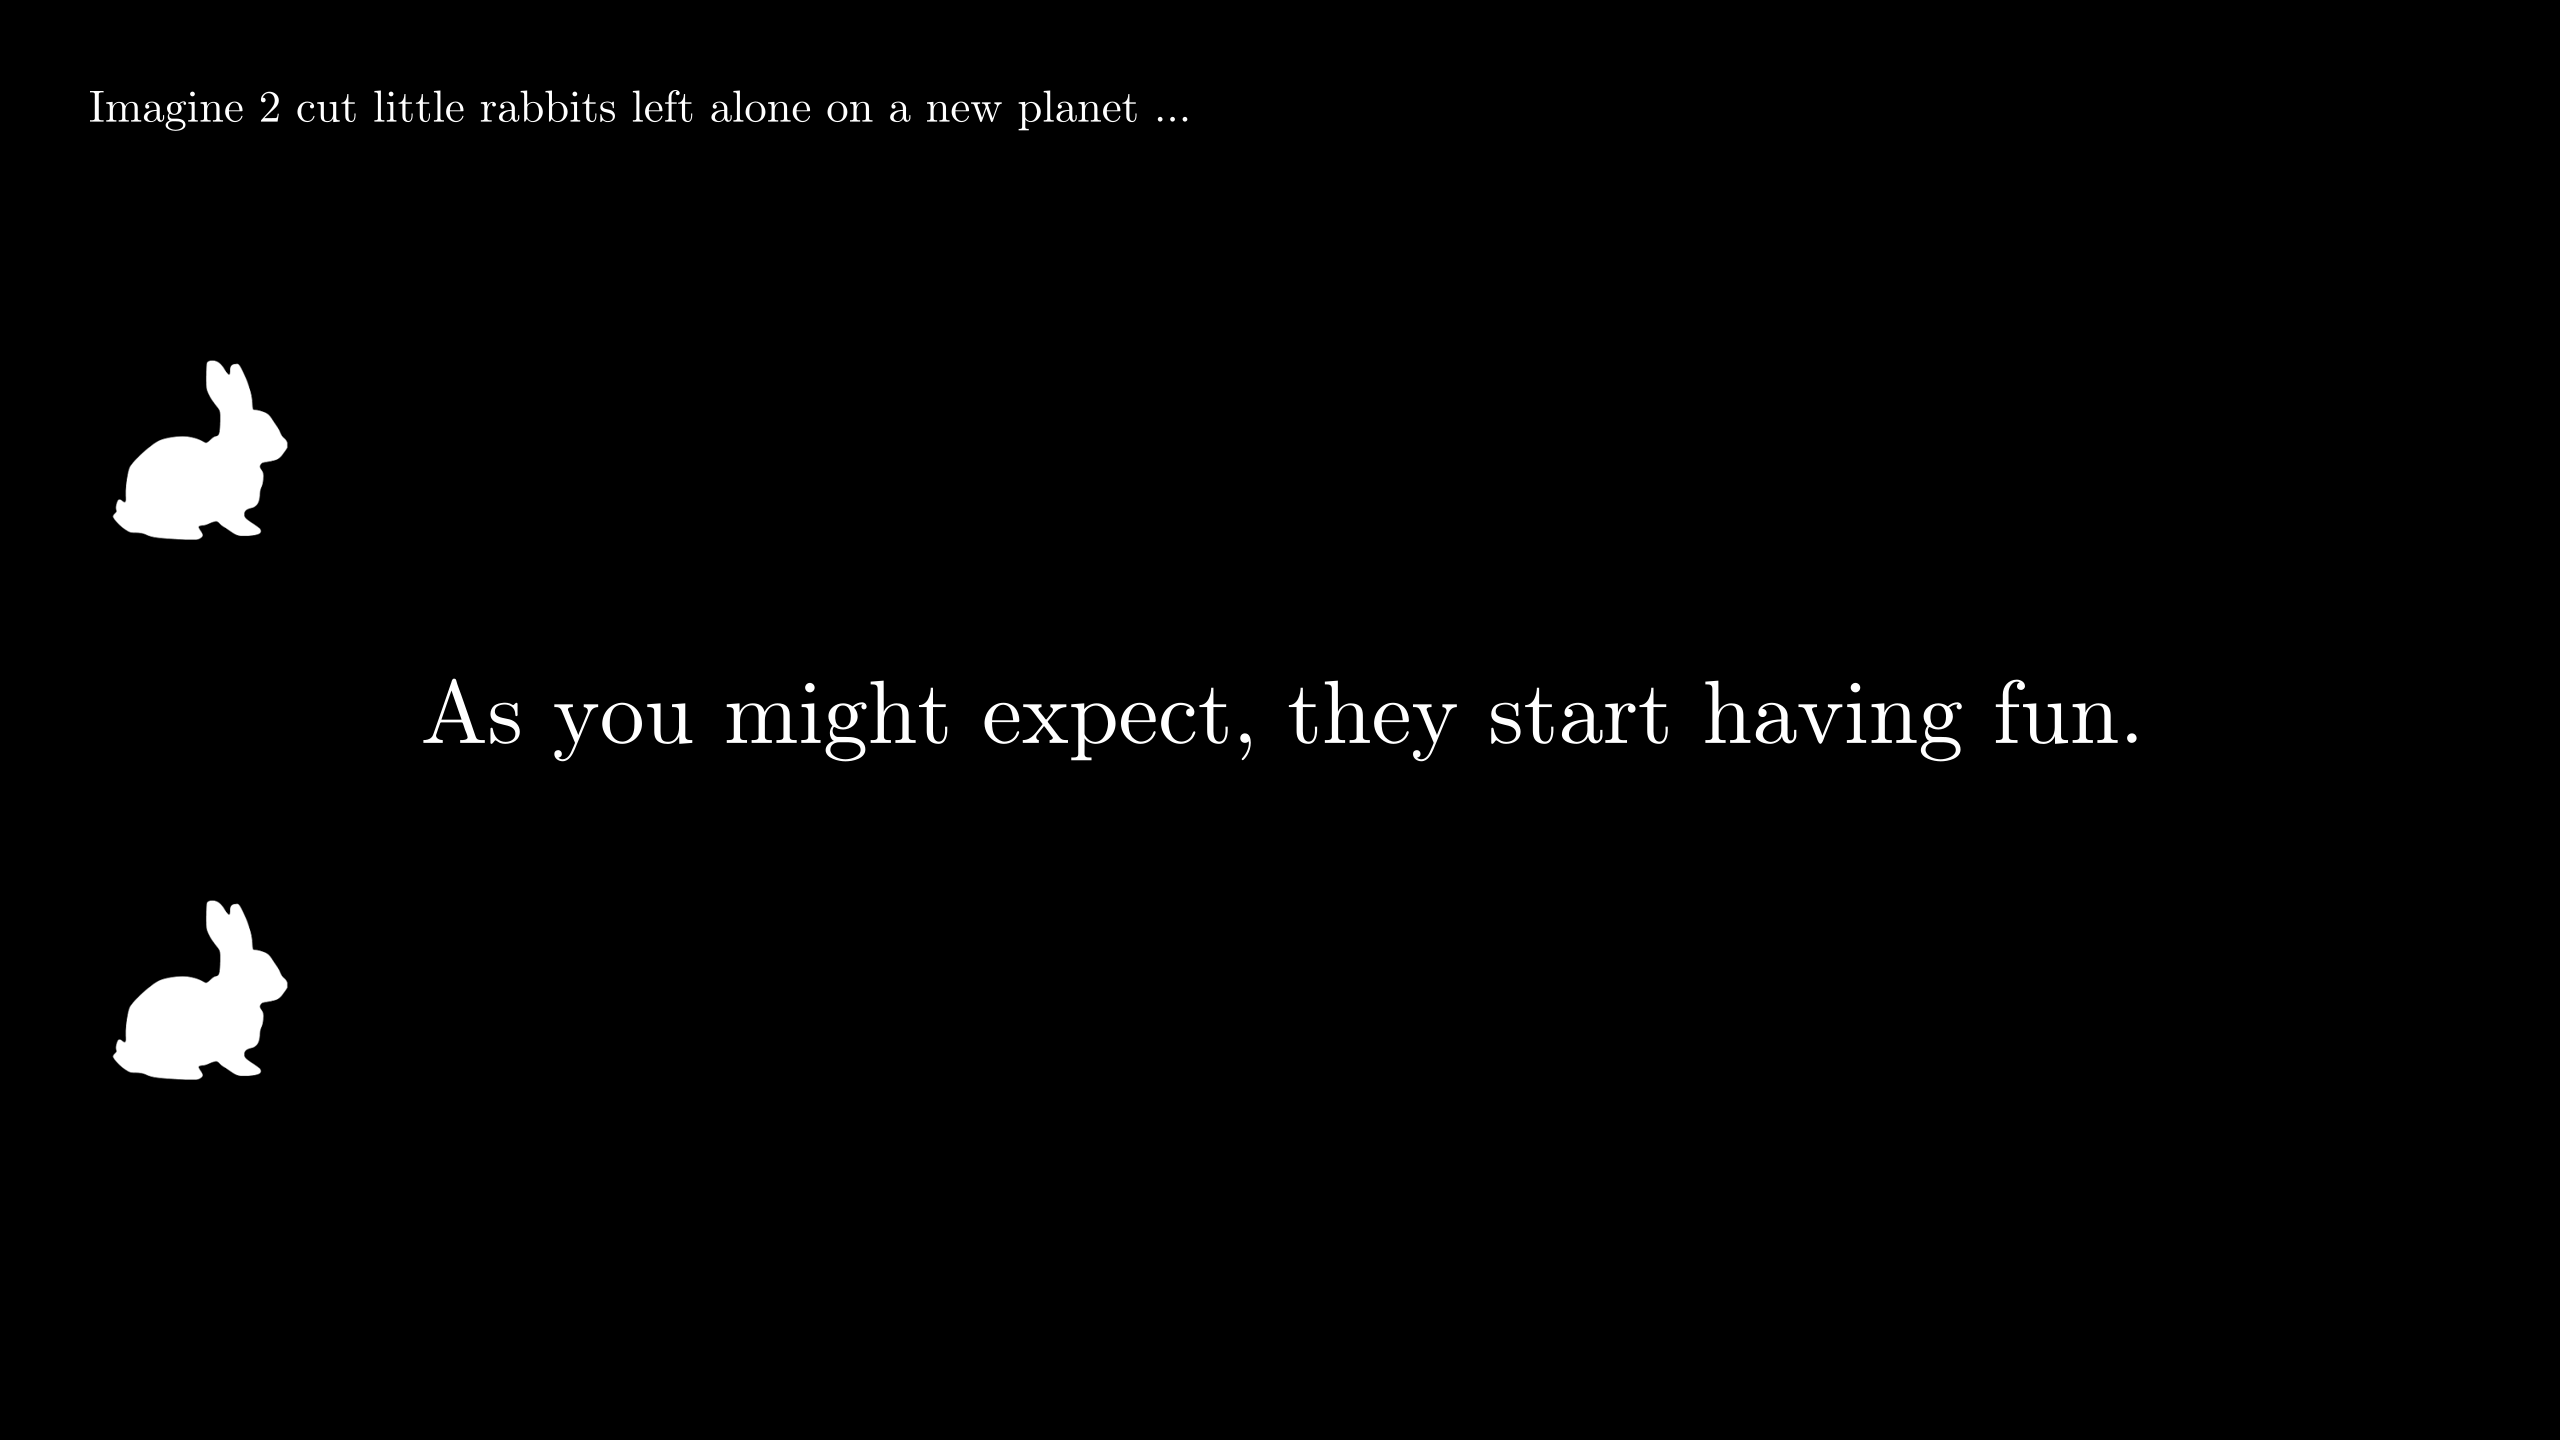 Imagine 2 cut little rabbits left alone on a new planet ...
As you might expect, they start having fun.